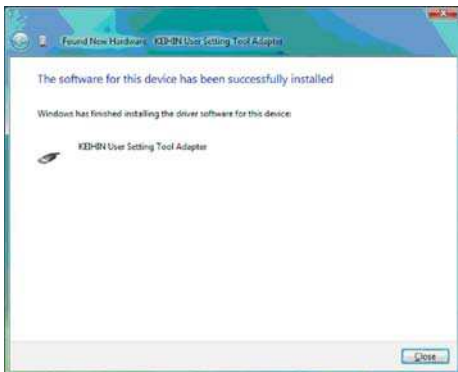 Found New Hardware - KEIHIN User Setting Tool Adapter
The software for this device has been successfully installed
Windows has finished installing the driver software for this device:
KEIHIN User Setting Tool Adapter
Close